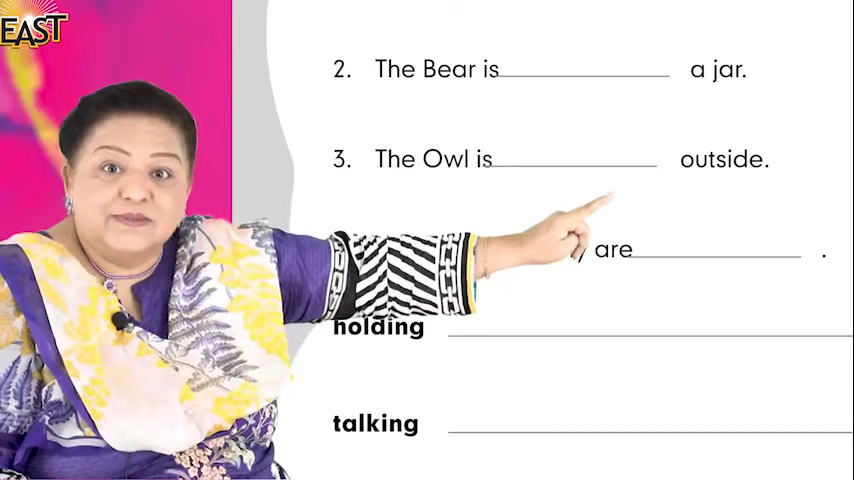 EAST
2. The Bear is a jar.
3. The Owl is outside.
are .
holding
talking